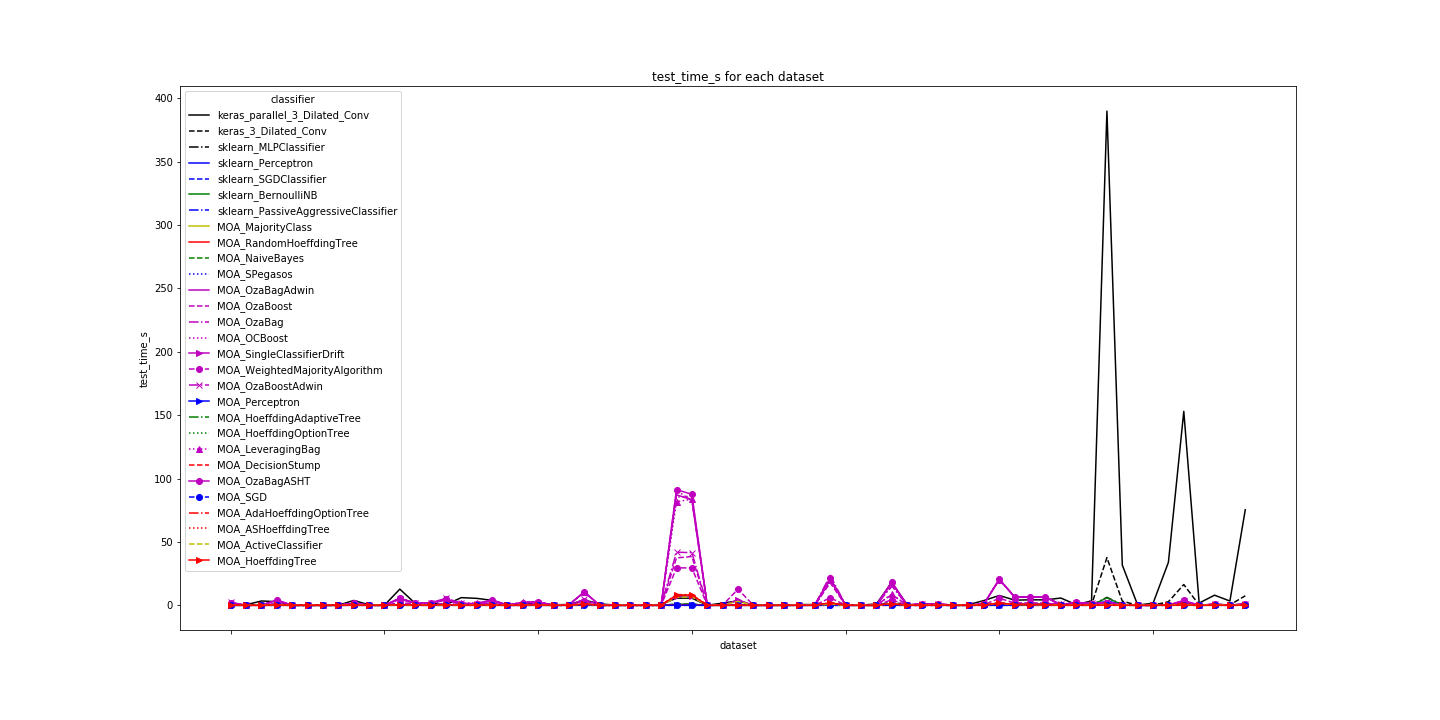 test_time_s for each dataset
400
350
300
250
200
150
100
50
0
test_time_s
classifier
keras_parallel_3_Dilated_Conv
keras_3_Dilated_Conv
sklearn_MLPClassifier
sklearn_Perceptron
sklearn_SGDClassifier
sklearn_BernoulliNB
sklearn_PassiveAggressiveClassifier
MOA_MajorityClass
MOA_RandomHoeffdingTree
MOA_NaiveBayes
MOA_SPegasos
MOA_OzaBagAdwin
MOA_OzaBoost
MOA_OzaBag
MOA_OCBoost
MOA_SingleClassifierDrift
MOA_WeightedMajorityAlgorithm
MOA_OzaBoostAdwin
MOA_Perceptron
MOA_HoeffdingAdaptiveTree
MOA_HoeffdingOptionTree
MOA_LeveragingBag
MOA_DecisionStump
MOA_OzaBagASHT
MOA_SGD
MOA_AdaHoeffdingOptionTree
MOA_ASHoeffdingTree
MOA_ActiveClassifier
MOA_HoeffdingTree
dataset